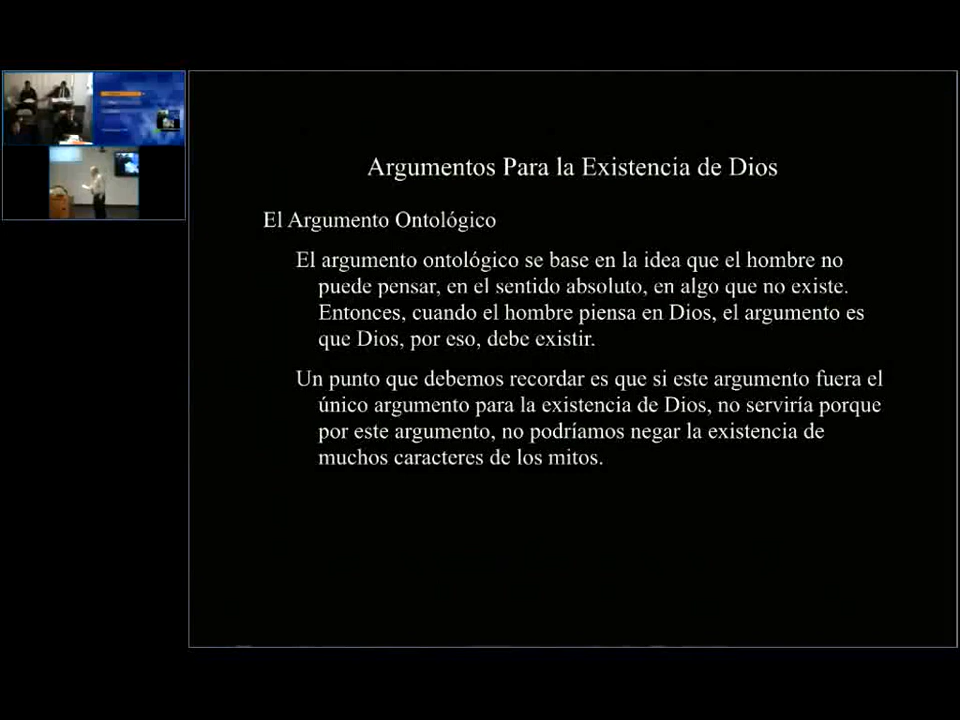 Argumentos Para la Existencia de Dios
El Argumento Ontológico
El argumento ontológico se base en la idea que el hombre no
puede pensar, en el sentido absoluto, en algo que no existe.
Entonces, cuando el hombre piensa en Dios, el argumento es
que Dios, por eso, debe existir.
Un punto que debemos recordar es que si este argumento fuera el
único argumento para la existencia de Dios, no serviría porque
por este argumento, no podríamos negar la existencia de
muchos caracteres de los mitos.